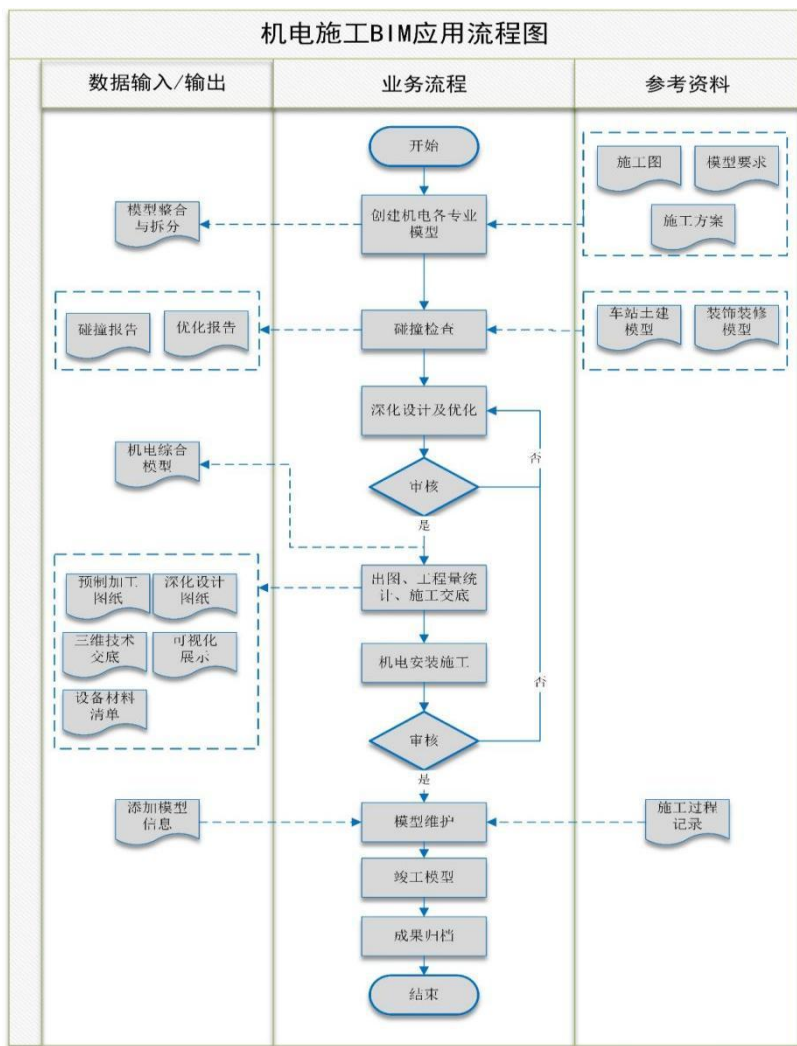 机电施工BIM应用流程图
数据输入/输出
业务流程
参考资料
开始
施工图
模型要求
施工方案
模型整合
与拆分
创建机电各专业
模型
碰撞报告
优化报告
碰撞检查
车站土建
模型
装饰装修
模型
深化设计及优化
否
机电综合
模型
审核
是
预制加工
图纸
深化设计
图纸
出图、工程量统
计、施工交底
三维技术
交底
可视化
展示
设备材料
清单
机电安装施工
否
审核
是
添加模型
信息
模型维护
施工过程
记录
竣工模型
成果归档
结束